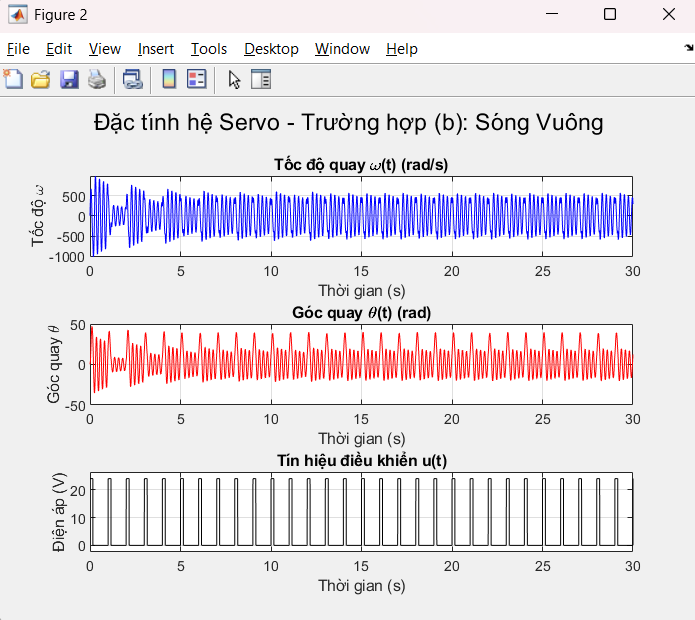 Figure 2
File Edit View Insert Tools Desktop Window Help
Đặc tính hệ Servo - Trường hợp (b): Sóng Vuông
Tốc độ quay ω(t) (rad/s)
Tốc độ ω
500
0
-500
-1000
0 5 10 15 20 25 30
Thời gian (s)
Góc quay θ(t) (rad)
Góc quay θ
50
0
-50
0 5 10 15 20 25 30
Thời gian (s)
Tín hiệu điều khiển u(t)
Điện áp (V)
20
10
0
0 5 10 15 20 25 30
Thời gian (s)